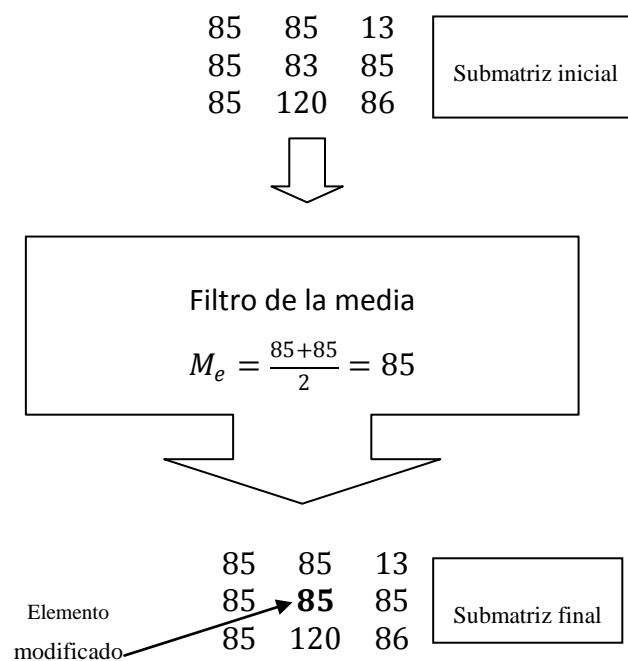 85 85 13
85 83 85
85 120 86
Submatriz inicial
Filtro de la media
M_e = \frac{85+85}{2} = 85
85 85 13
85 85 85
85 120 86
Submatriz final
Elemento
modificado